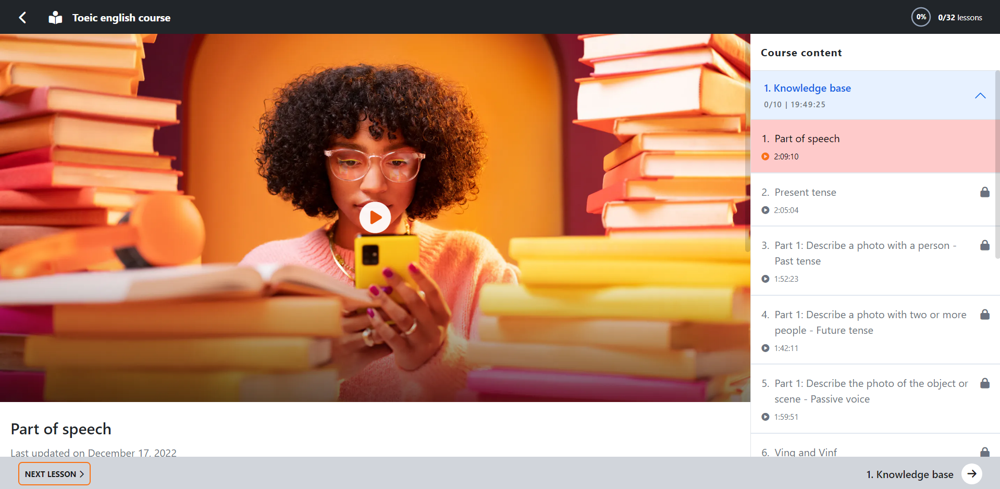 Toeic english course
0%
0/32 lessons
Course content
1. Knowledge base
0/10 | 19:49:25
1. Part of speech
2:09:10
2. Present tense
2:05:04
3. Part 1: Describe a photo with a person -
Past tense
1:52:23
4. Part 1: Describe a photo with two or more
people - Future tense
1:42:11
5. Part 1: Describe the photo of the object or
scene - Passive voice
1:59:51
6. Ving and Vinf
Part of speech
Last updated on December 17, 2022
NEXT LESSON
1. Knowledge base